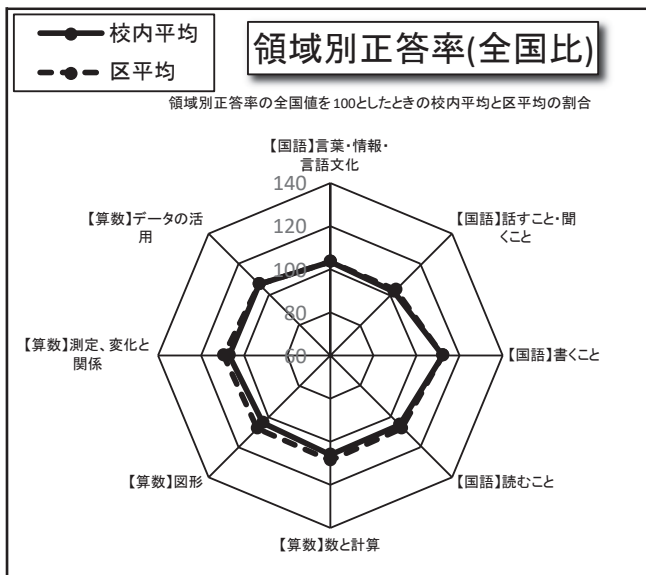 校内平均
区平均
領域別正答率(全国比)
領域別正答率の全国値を100としたときの校内平均と区平均の割合
【国語】言葉・情報・
言語文化
140
【国語】話すこと・聞
くこと
【算数】データの活
用
120
100
80
60
【算数】測定、変化と
関係
【国語】書くこと
【算数】図形
【国語】読むこと
【算数】数と計算